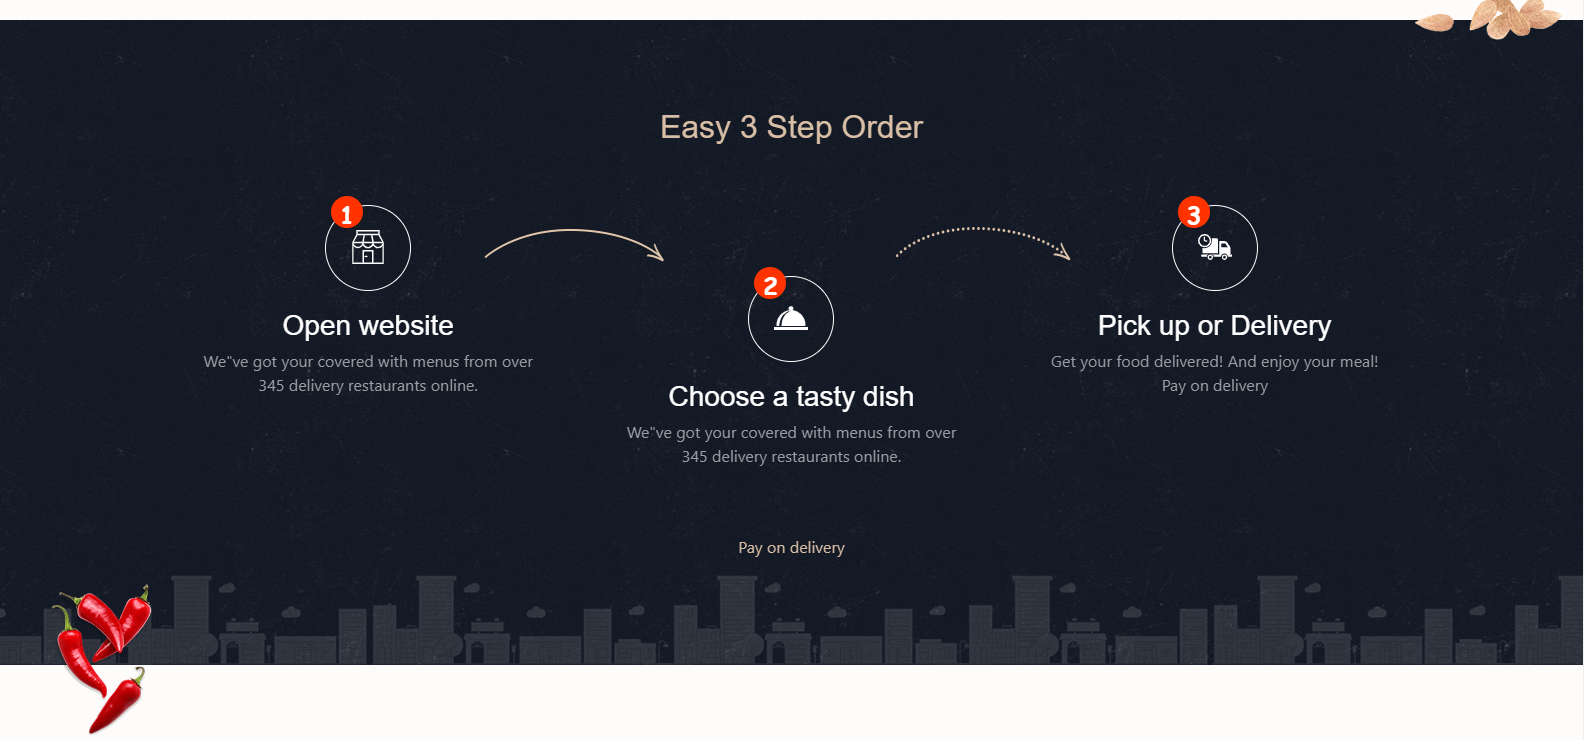 Easy 3 Step Order
1
Open website
We"ve got your covered with menus from over
345 delivery restaurants online.
2
Choose a tasty dish
We"ve got your covered with menus from over
345 delivery restaurants online.
3
Pick up or Delivery
Get your food delivered! And enjoy your meal!
Pay on delivery
Pay on delivery